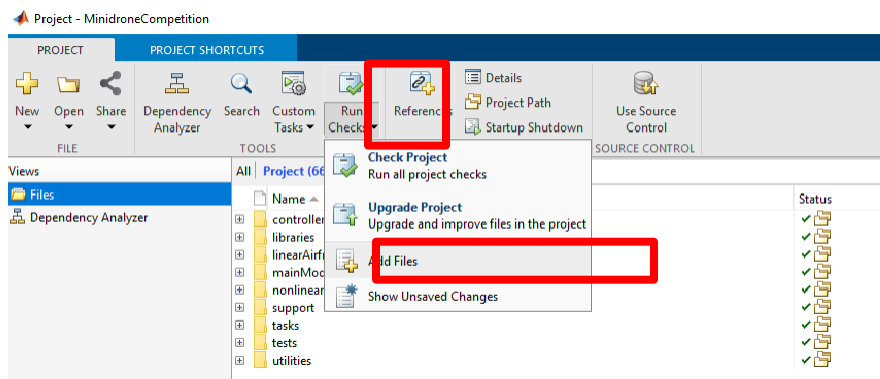 Project - MinidroneCompetition
PROJECT
PROJECT SHORTCUTS
New
Open
Share
Dependency
Analyzer
Search
Custom
Tasks
Run
Checks
References
Details
Project Path
Startup Shutdown
Use Source
Control
FILE
TOOLS
SOURCE CONTROL
Views
Files
Dependency Analyzer
All
Project (66
Name
Status
controller
libraries
linearAirf
mainMod
nonlinear
support
tasks
tests
utilities
Check Project
Run all project checks
Upgrade Project
Upgrade and improve files in the project
Add Files
Show Unsaved Changes